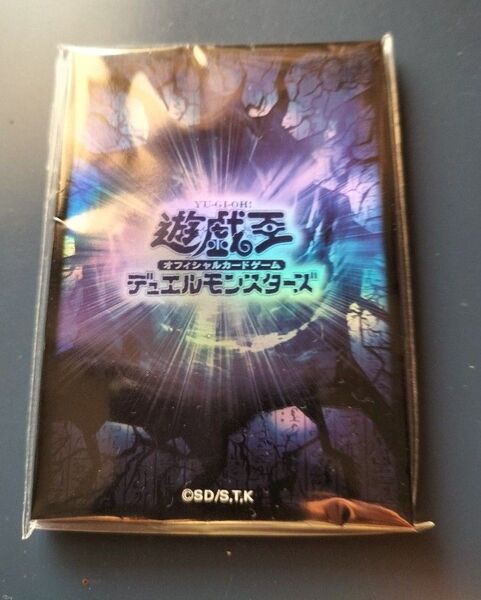 YU-GI-OH!
遊戯王
オフィシャルカードゲーム
デュエルモンスターズ
©SD/S,T.K